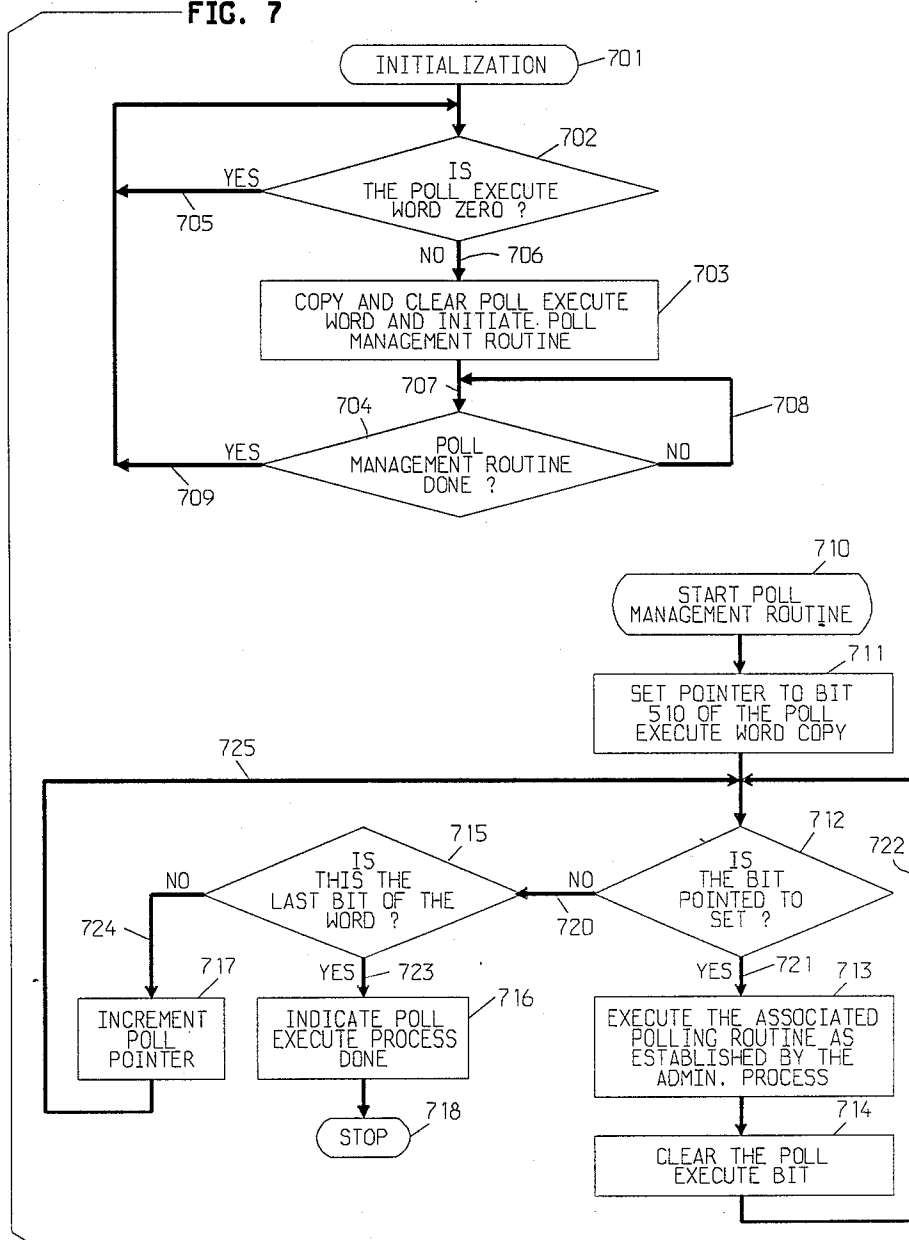 FIG. 7
INITIALIZATION
701
702
IS
THE POLL EXECUTE
WORD ZERO ?
YES
705
NO
706
703
COPY AND CLEAR POLL EXECUTE
WORD AND INITIATE POLL
MANAGEMENT ROUTINE
707
708
704
POLL
MANAGEMENT ROUTINE
DONE ?
YES
NO
709
710
START POLL
MANAGEMENT ROUTINE
711
SET POINTER TO BIT
510 OF THE POLL
EXECUTE WORD COPY
725
715
712
722
IS
THIS THE
LAST BIT OF THE
WORD ?
NO
NO
720
IS
THE BIT
POINTED TO
SET ?
724
YES
723
YES
721
717
INCREMENT
POLL
POINTER
716
INDICATE POLL
EXECUTE PROCESS
DONE
713
EXECUTE THE ASSOCIATED
POLLING ROUTINE AS
ESTABLISHED BY THE
ADMIN. PROCESS
STOP
718
714
CLEAR THE POLL
EXECUTE BIT